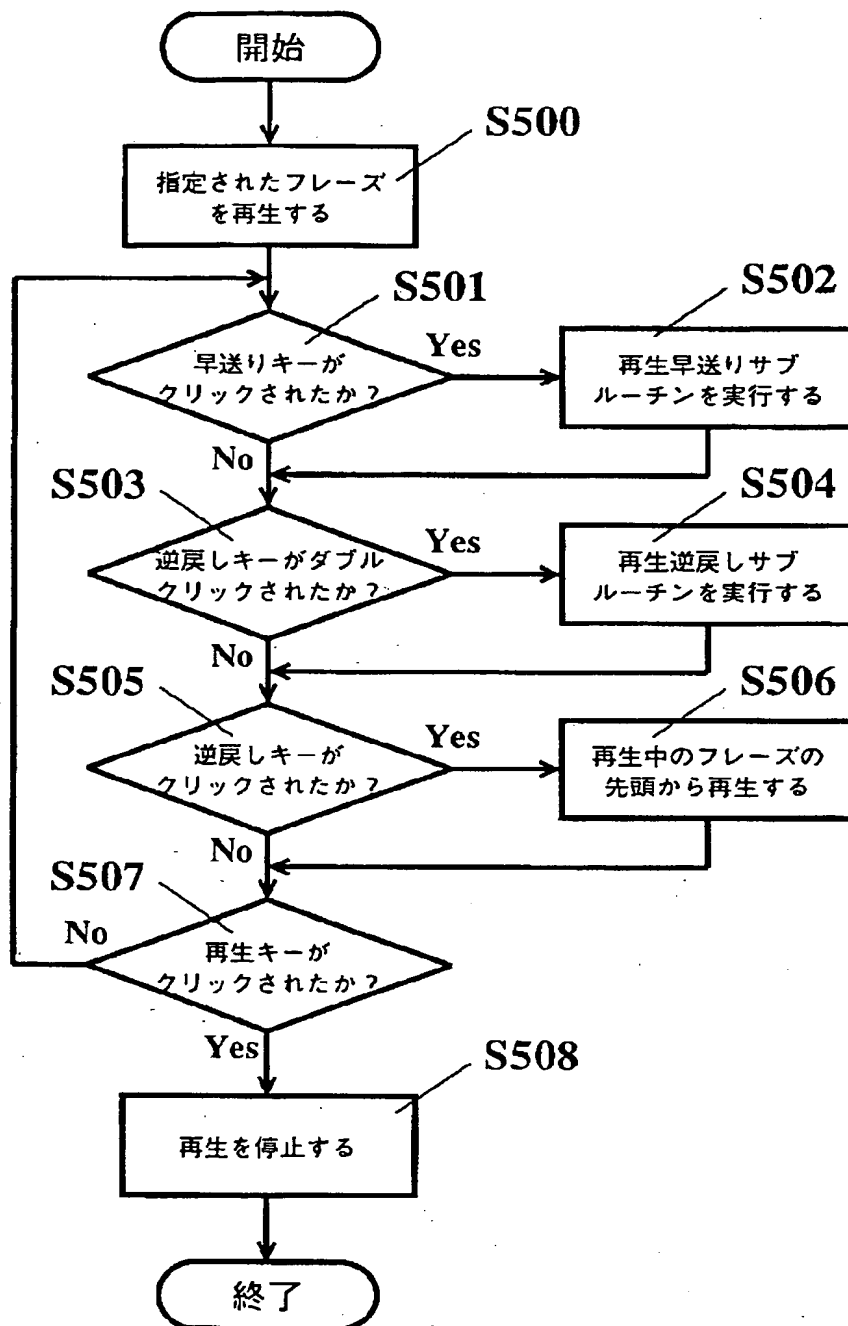 開始
S500
指定されたフレーズ
を再生する
S501
早送りキーが
クリックされたか?
Yes
No
S502
再生早送りサブ
ルーチンを実行する
S503
逆戻しキーがダブル
クリックされたか?
Yes
No
S504
再生逆戻しサブ
ルーチンを実行する
S505
逆戻しキーが
クリックされたか?
Yes
No
S506
再生中のフレーズの
先頭から再生する
S507
No
再生キーが
クリックされたか?
Yes
S508
再生を停止する
終了